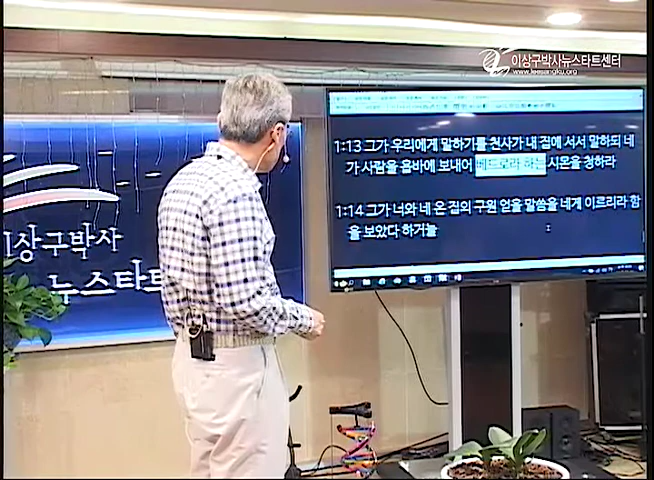 이상구박사뉴스타트센터
www.leesangku.org
1:13 그가 우리에게 말하기를 천사가 내 집에 서서 말하되 네
가 사람을 욥바에 보내어 베드로라 하는 시몬을 청하라
1:14 그가 너와 네 온 집의 구원 얻을 말씀을 네게 이르리라 함
을 보았다 하거늘
이상구박사
뉴스타트